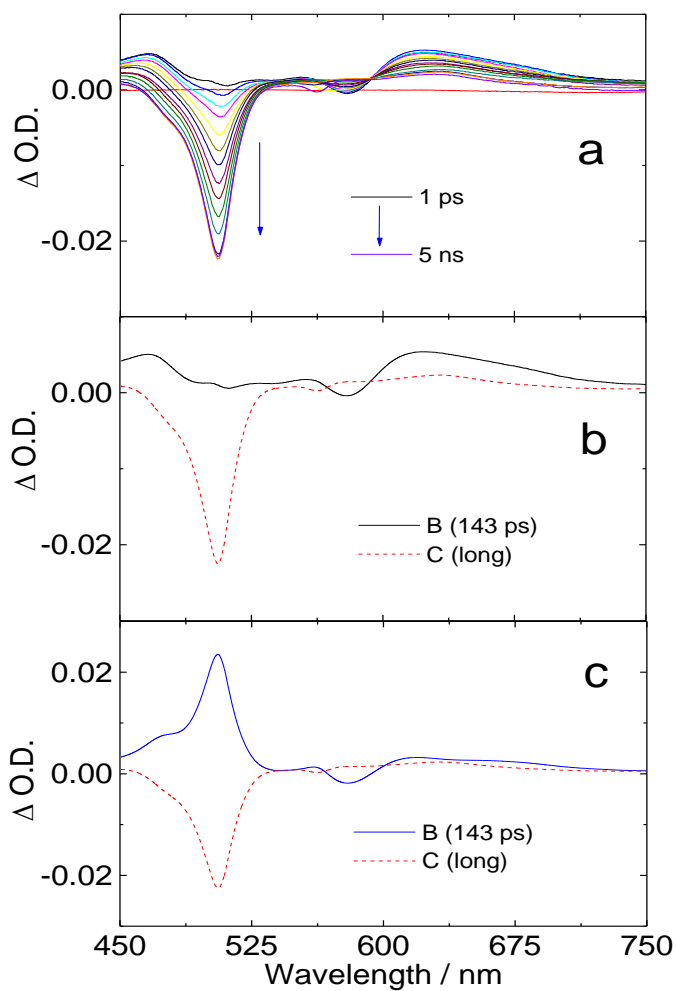 0.00
-0.02
Δ O.D.
a
1 ps
5 ns
0.00
-0.02
Δ O.D.
b
B (143 ps)
C (long)
0.02
0.00
-0.02
Δ O.D.
c
B (143 ps)
C (long)
450 525 600 675 750
Wavelength / nm